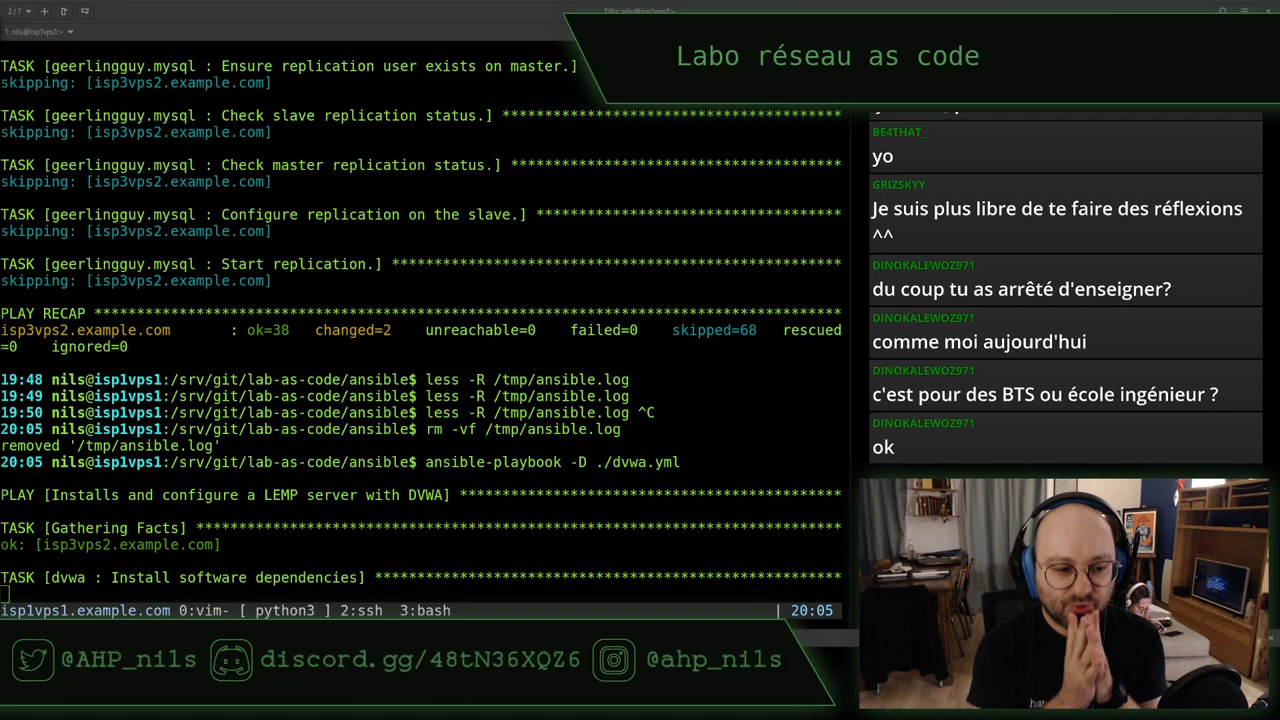 2/7
Tilix: nils@isp1vps1:~
1: nils@isp1vps1:~
Labo réseau as code
TASK [geerlingguy.mysql : Ensure replication user exists on master.]
skipping: [isp3vps2.example.com]
TASK [geerlingguy.mysql : Check slave replication status.] ****************************************
skipping: [isp3vps2.example.com]
TASK [geerlingguy.mysql : Check master replication status.] ***************************************
skipping: [isp3vps2.example.com]
TASK [geerlingguy.mysql : Configure replication on the slave.] ************************************
skipping: [isp3vps2.example.com]
TASK [geerlingguy.mysql : Start replication.] *****************************************************
skipping: [isp3vps2.example.com]
PLAY RECAP ****************************************************************************************
isp3vps2.example.com : ok=38 changed=2 unreachable=0 failed=0 skipped=68 rescued
=0 ignored=0
19:48 nils@isp1vps1:/srv/git/lab-as-code/ansible$ less -R /tmp/ansible.log
19:49 nils@isp1vps1:/srv/git/lab-as-code/ansible$ less -R /tmp/ansible.log
19:50 nils@isp1vps1:/srv/git/lab-as-code/ansible$ less -R /tmp/ansible.log ^C
20:05 nils@isp1vps1:/srv/git/lab-as-code/ansible$ rm -vf /tmp/ansible.log
removed '/tmp/ansible.log'
20:05 nils@isp1vps1:/srv/git/lab-as-code/ansible$ ansible-playbook -D ./dvwa.yml
PLAY [Installs and configure a LEMP server with DVWA] *********************************************
TASK [Gathering Facts] ****************************************************************************
ok: [isp3vps2.example.com]
TASK [dvwa : Install software dependencies] *******************************************************
isp1vps1.example.com 0:vim- [ python3 ] 2:ssh 3:bash | 20:05
BE4THAT_
yo
GRIZSKYY
Je suis plus libre de te faire des réflexions
^^
DINOKALEWOZ971
du coup tu as arrêté d'enseigner?
DINOKALEWOZ971
comme moi aujourd'hui
DINOKALEWOZ971
c'est pour des BTS ou école ingénieur ?
DINOKALEWOZ971
ok
@AHP_nils discord.gg/48tN36XQZ6 @ahp_nils